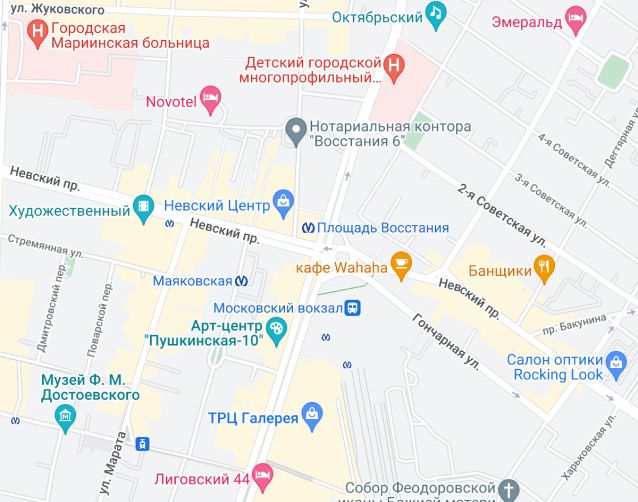 ул. Жуковского
Октябрьский
Эмеральд
Городская
Мариинская больница
Детский городской
многопрофильный...
Novotel
Нотариальная контора
"Восстания 6"
4-я Советская ул.
Дегтярная ул.
3-я Советская ул.
2-я Советская ул.
Невский пр.
Художественный
Невский Центр
Невский пр.
Площадь Восстания
Стремянная ул.
кафе Wahaha
Банщики
Маяковская
Невский пр.
Дмитровский пер.
Поварской пер.
Московский вокзал
Арт-центр
"Пушкинская-10"
Гончарная ул.
пр. Бакунина
Салон оптики
Rocking Look
Музей Ф. М.
Достоевского
ТРЦ Галерея
ул. Марата
Лиговский 44
Харьковская ул.
Собор Феодоровской
иконы Божией матери